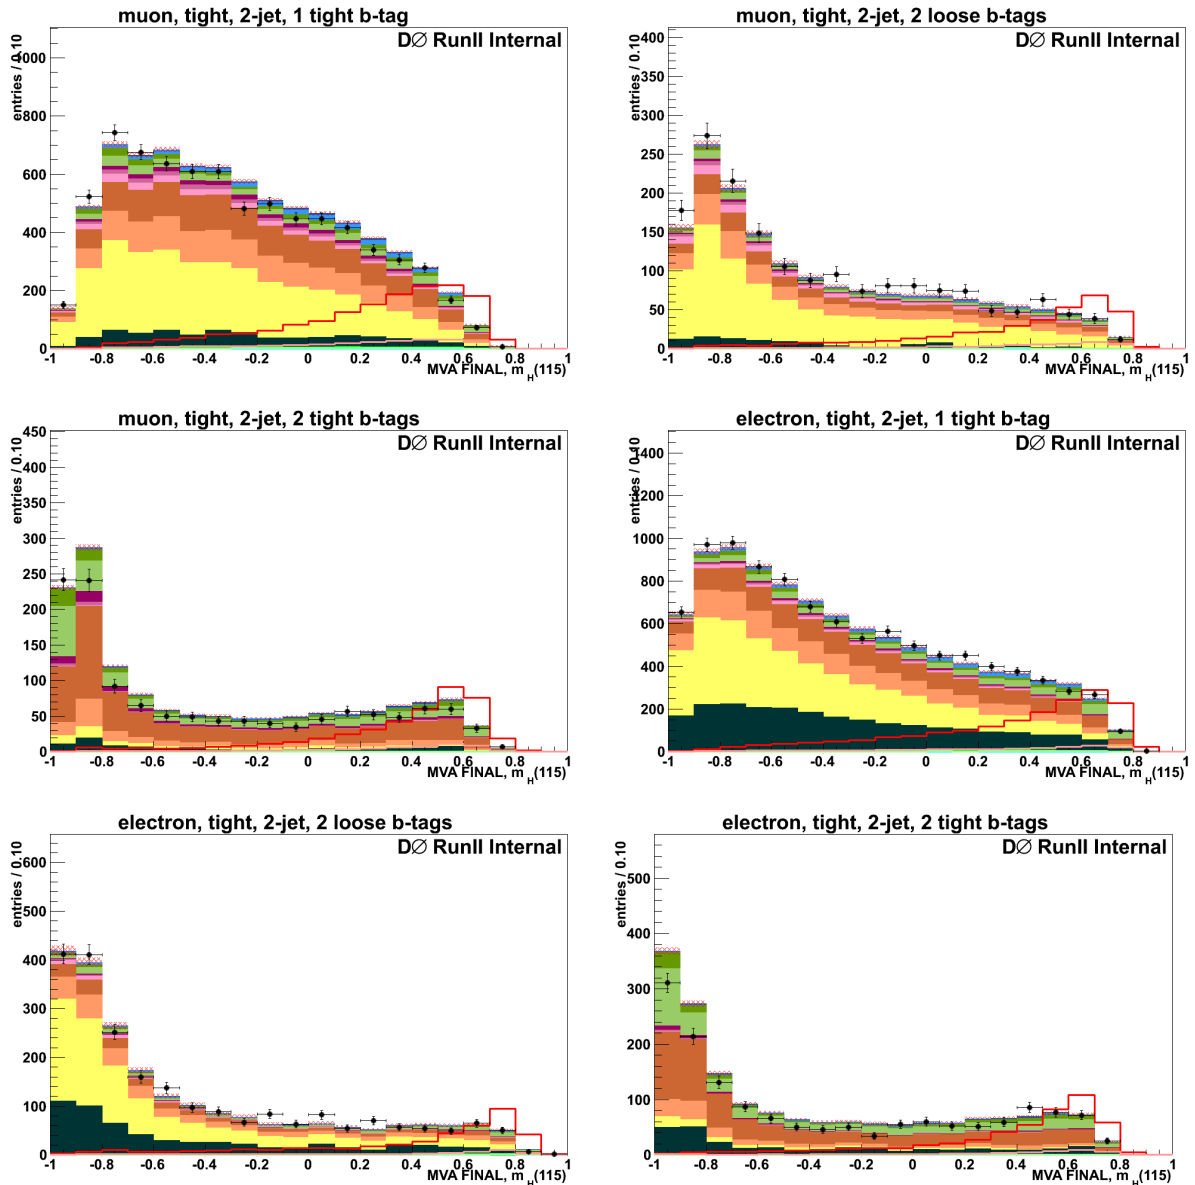 muon, tight, 2-jet, 1 tight b-tag
DØ RunII Internal
entries / 0.10
1000
800
600
400
200
0
-1 -0.8 -0.6 -0.4 -0.2 0 0.2 0.4 0.6 0.8 1
MVA FINAL, m_H(115)
muon, tight, 2-jet, 2 loose b-tags
DØ RunII Internal
entries / 0.10
400
350
300
250
200
150
100
50
0
-1 -0.8 -0.6 -0.4 -0.2 0 0.2 0.4 0.6 0.8 1
MVA FINAL, m_H(115)
muon, tight, 2-jet, 2 tight b-tags
DØ RunII Internal
entries / 0.10
450
400
350
300
250
200
150
100
50
0
-1 -0.8 -0.6 -0.4 -0.2 0 0.2 0.4 0.6 0.8 1
MVA FINAL, m_H(115)
electron, tight, 2-jet, 1 tight b-tag
DØ RunII Internal
entries / 0.10
1400
1200
1000
800
600
400
200
0
-1 -0.8 -0.6 -0.4 -0.2 0 0.2 0.4 0.6 0.8 1
MVA FINAL, m_H(115)
electron, tight, 2-jet, 2 loose b-tags
DØ RunII Internal
entries / 0.10
600
500
400
300
200
100
0
-1 -0.8 -0.6 -0.4 -0.2 0 0.2 0.4 0.6 0.8 1
MVA FINAL, m_H(115)
electron, tight, 2-jet, 2 tight b-tags
DØ RunII Internal
entries / 0.10
500
400
300
200
100
0
-1 -0.8 -0.6 -0.4 -0.2 0 0.2 0.4 0.6 0.8 1
MVA FINAL, m_H(115)